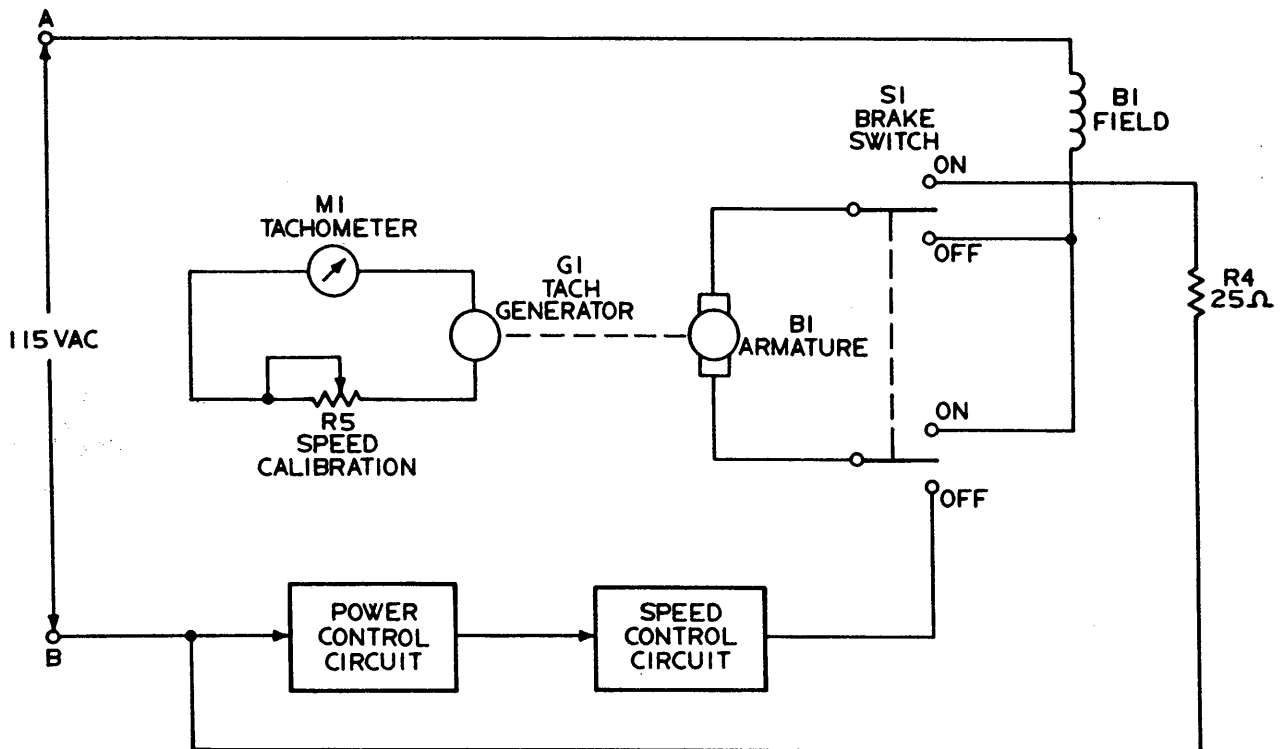 A
S1
BRAKE
SWITCH
B1
FIELD
ON
OFF
M1
TACHOMETER
G1
TACH
GENERATOR
R4
25Ω
115 VAC
B1
ARMATURE
R5
SPEED
CALIBRATION
ON
OFF
POWER
CONTROL
CIRCUIT
SPEED
CONTROL
CIRCUIT
B